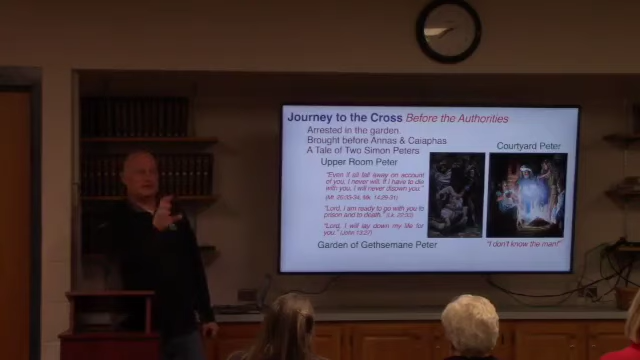 Journey to the Cross Before the Authorities
Arrested in the garden.
Brought before Annas & Caiaphas
A Tale of Two Simon Peters
Upper Room Peter
"Even if all fall away on account
of you, I never will. If I have to die
with you, I will never disown you."
"Lord, I am ready to go with you to
prison and to death."
"Lord, I will lay down my life for
you."
Garden of Gethsemane Peter
Courtyard Peter
"I don't know the man!"